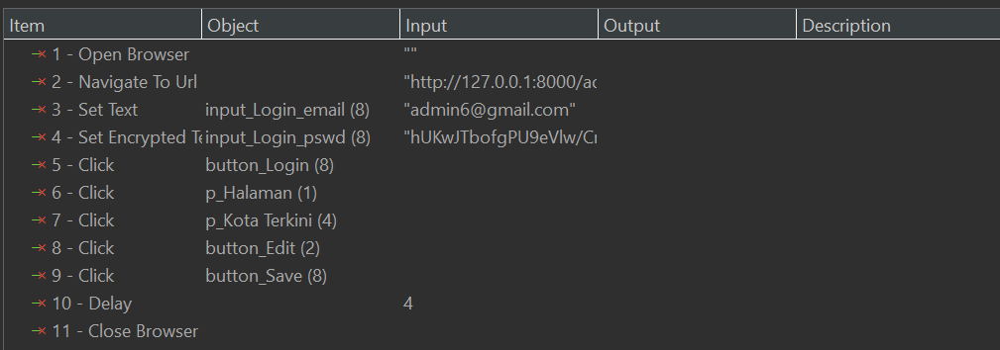 Item Object Input Output Description
1 - Open Browser ""
2 - Navigate To Url "http://127.0.0.1:8000/ad
3 - Set Text input_Login_email (8) "admin6@gmail.com"
4 - Set Encrypted Te input_Login_pswd (8) "hUKwJTbofgPU9eVlw/Cn
5 - Click button_Login (8)
6 - Click p_Halaman (1)
7 - Click p_Kota Terkini (4)
8 - Click button_Edit (2)
9 - Click button_Save (8)
10 - Delay 4
11 - Close Browser